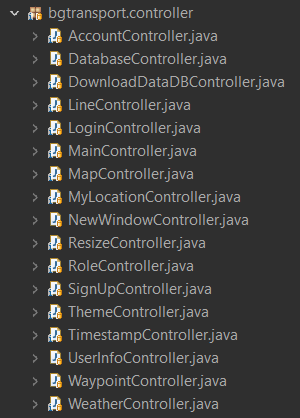 bgtransport.controller
AccountController.java
DatabaseController.java
DownloadDataDBController.java
LineController.java
LoginController.java
MainController.java
MapController.java
MyLocationController.java
NewWindowController.java
ResizeController.java
RoleController.java
SignUpController.java
ThemeController.java
TimestampController.java
UserInfoController.java
WaypointController.java
WeatherController.java